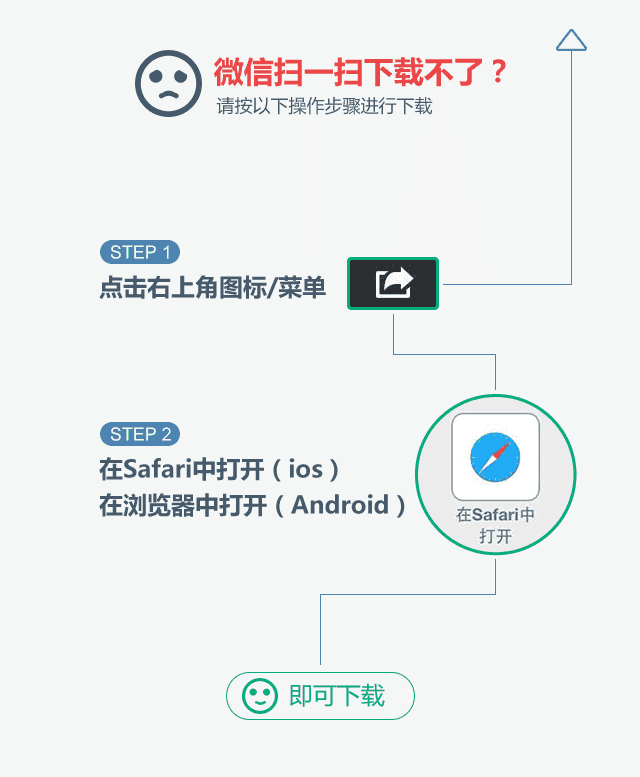 微信扫一扫下载不了？
请按以下操作步骤进行下载
STEP 1
点击右上角图标/菜单
STEP 2
在Safari中打开（ios）
在浏览器中打开（Android）
在Safari中
打开
即可下载